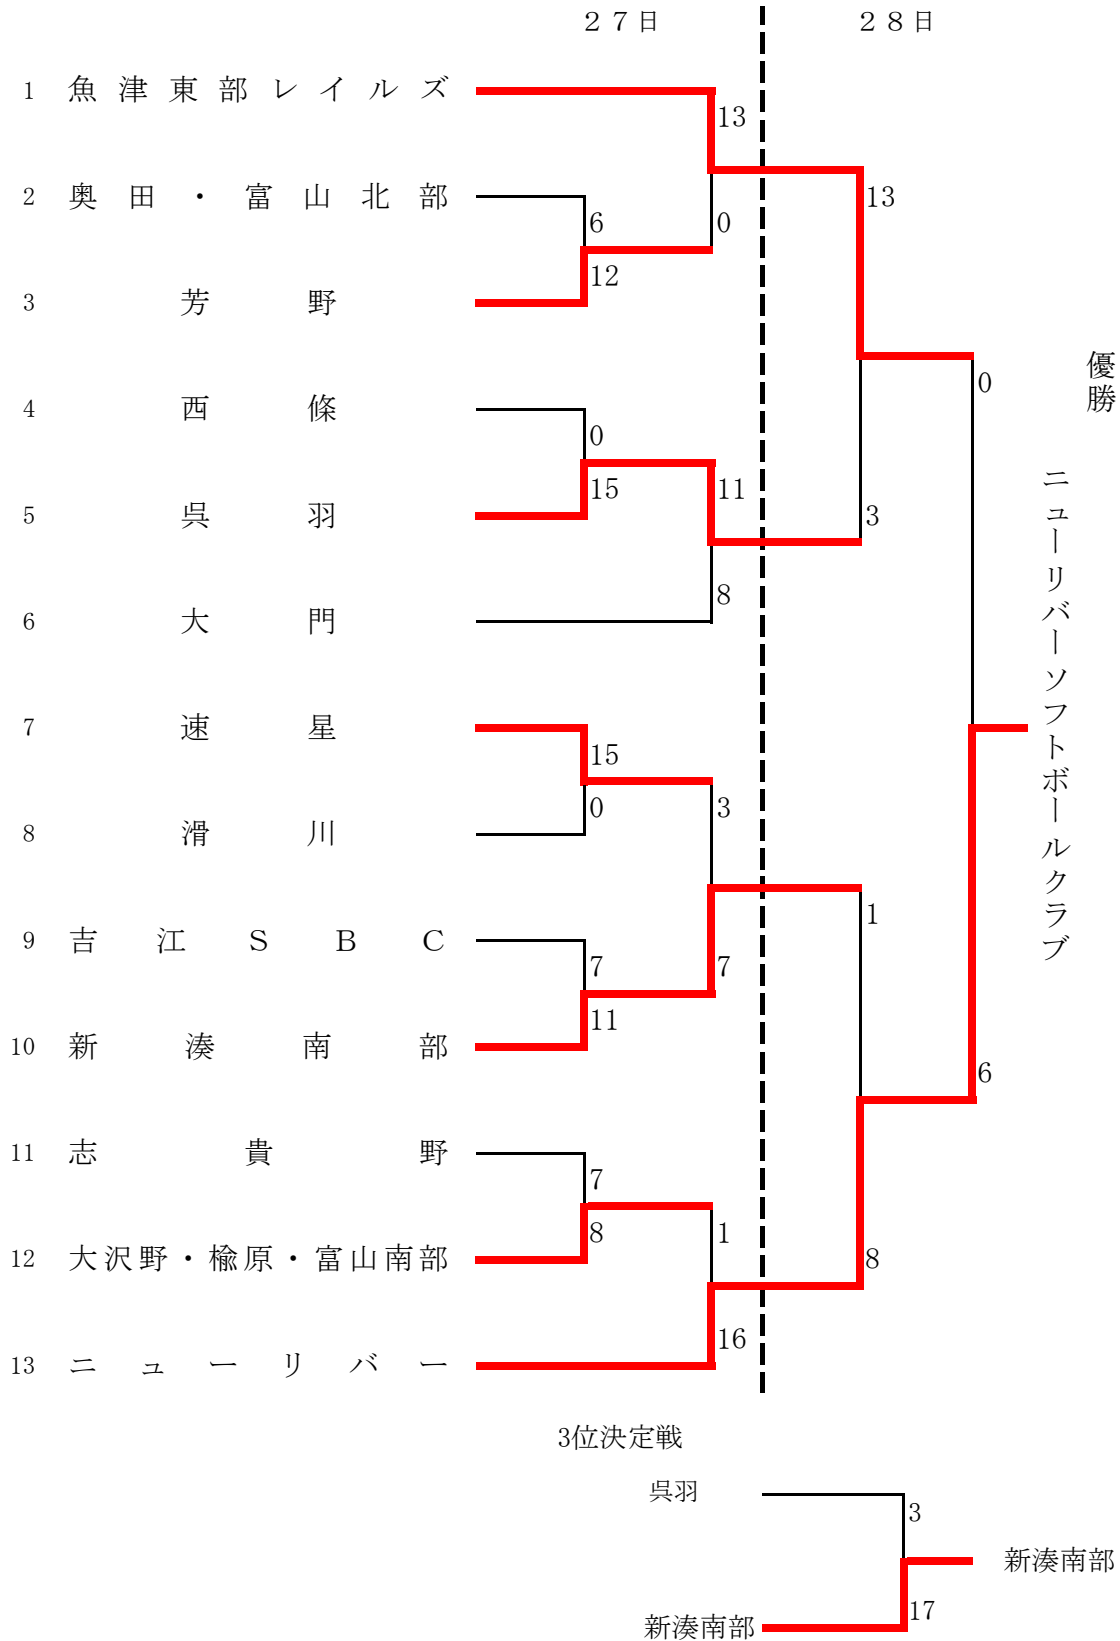 ２７日
２８日
1 魚津東部レイルズ
13
2 奥田・富山北部
13
6
0
12
3 芳野
優勝
0
4 西條
0
ニューリバーソフトボールクラブ
15
11
5 呉羽
3
8
6 大門
7 速星
15
0
3
8 滑川
1
9 吉江ＳＢＣ
7
7
11
10 新湊南部
6
11 志貴野
7
8
1
12 大沢野・楡原・富山南部
8
16
13 ニューリバー
3位決定戦
呉羽
3
新湊南部
17
新湊南部